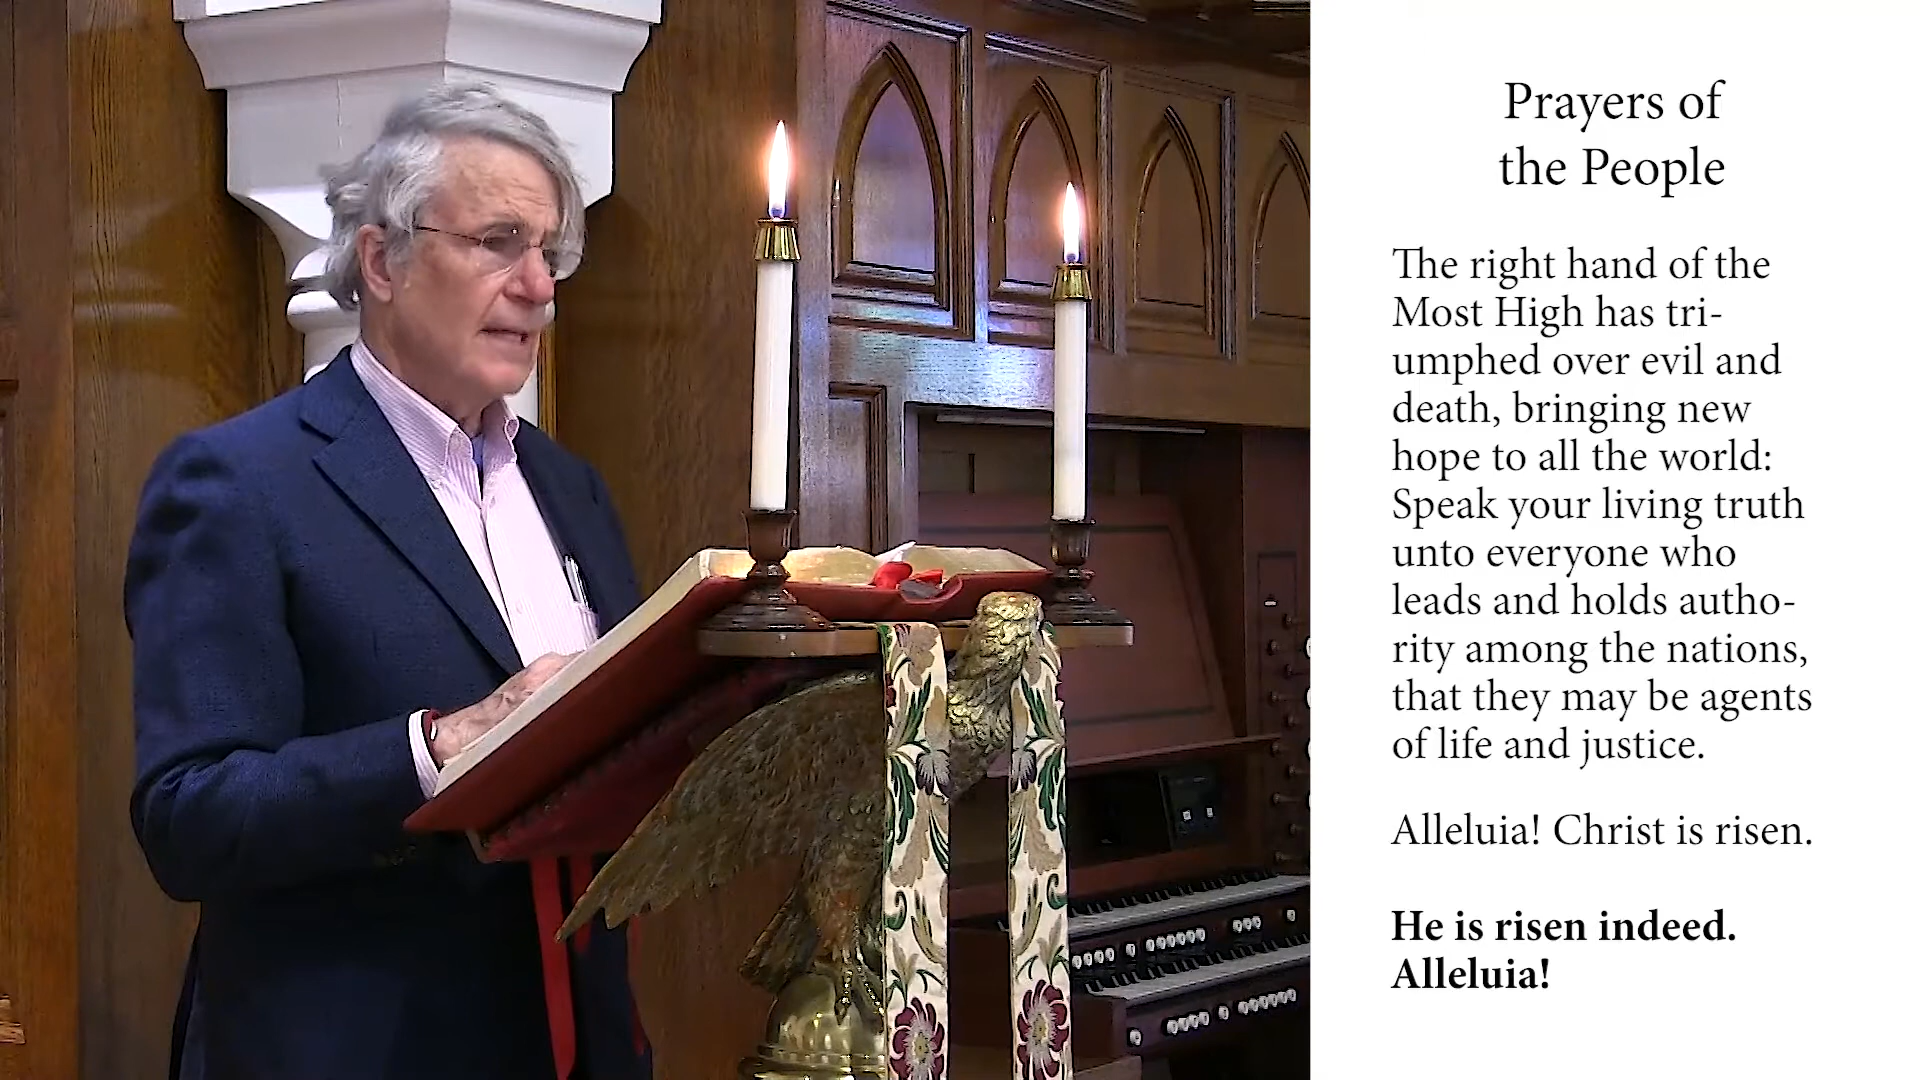 Prayers of
the People
The right hand of the
Most High has tri-
umphed over evil and
death, bringing new
hope to all the world:
Speak your living truth
unto everyone who
leads and holds autho-
rity among the nations,
that they may be agents
of life and justice.
Alleluia! Christ is risen.
He is risen indeed.
Alleluia!